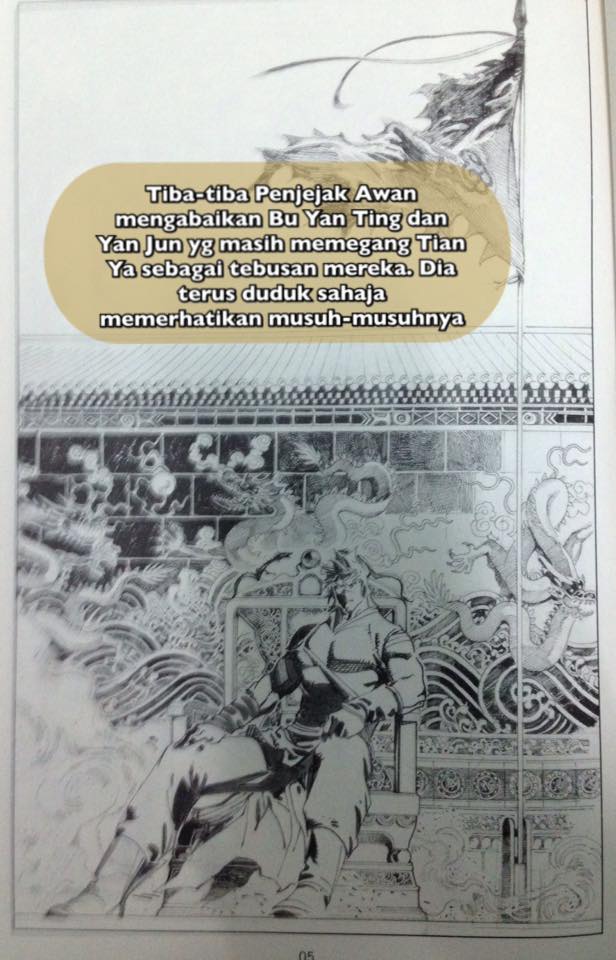 Tiba-tiba Penjejak Awan
mengabaikan Bu Yan Ting dan
Yan Jun yg masih memegang Tian
Ya sebagai tebusan mereka. Dia
terus duduk sahaja
memerhatikan musuh-musuhnya
05